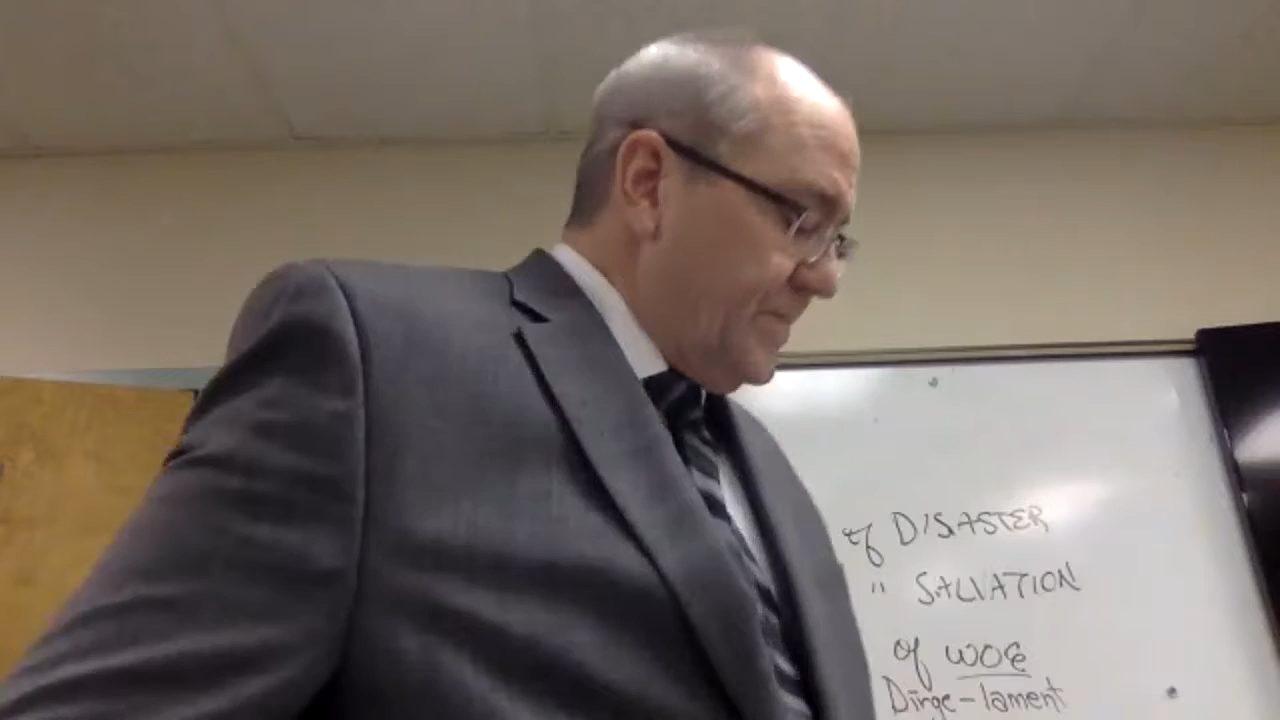 of DISASTER
" SALVATION
of WOE
Dirge-lament